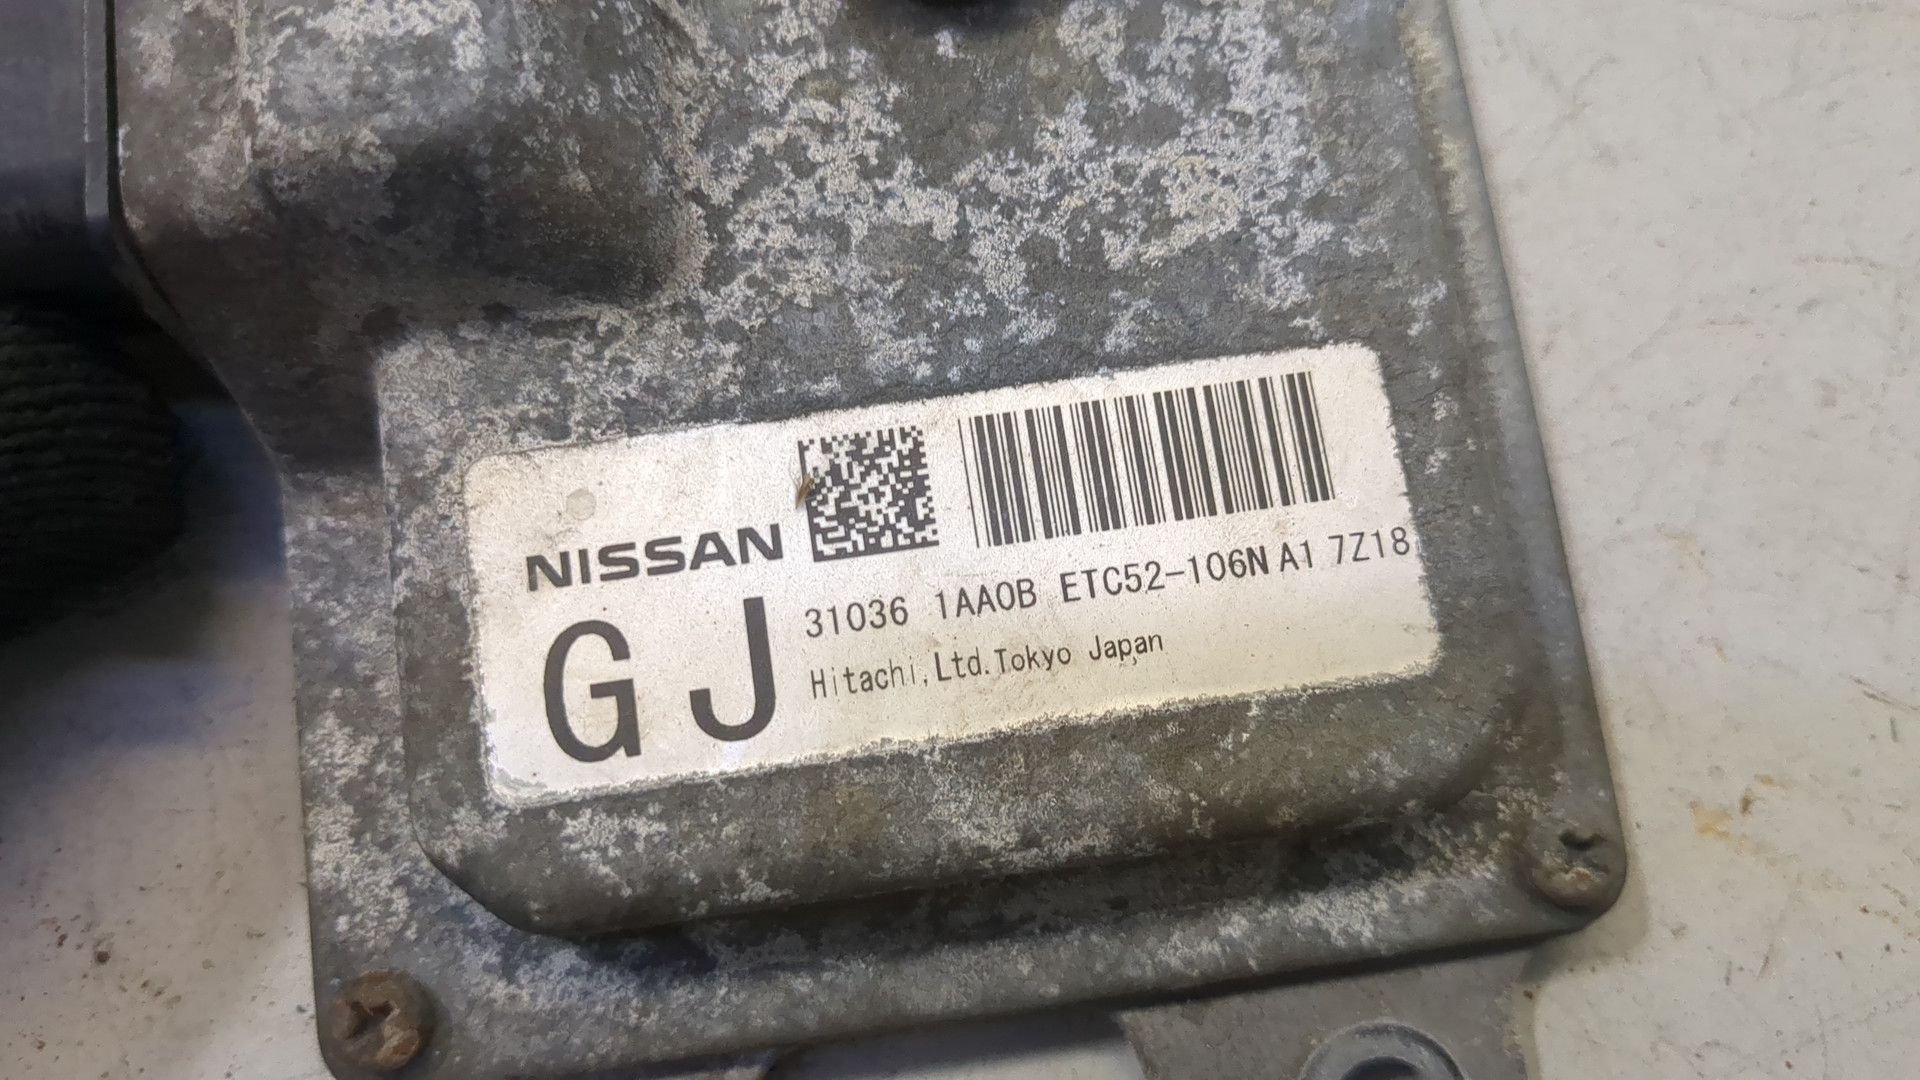 NISSAN
GJ
31036 1AA0B ETC52-106N A1 7Z18
Hitachi,Ltd.Tokyo Japan